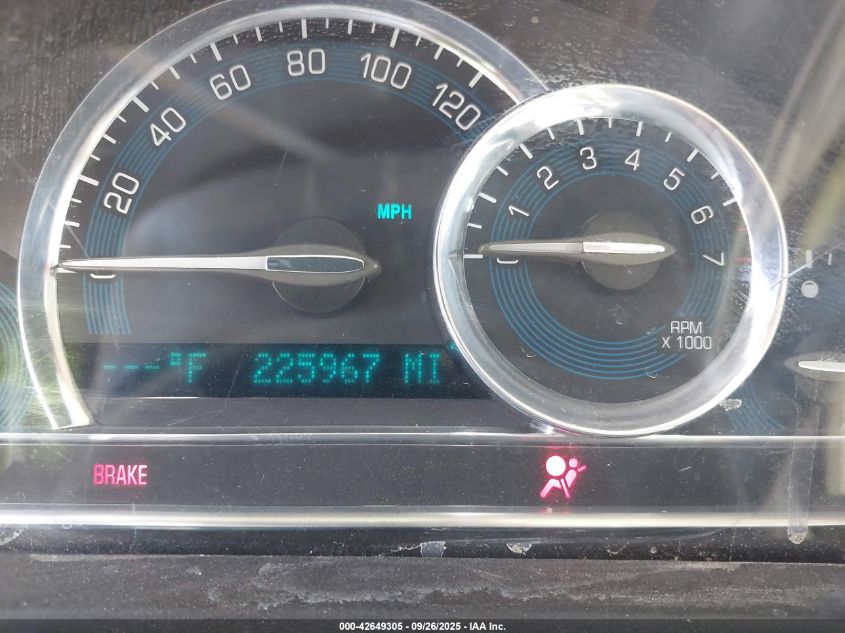 20 40 60 80 100 120
MPH
0 1 2 3 4 5 6 7
RPM
X 1000
---°F 225967 MI
BRAKE
000-42649305 - 09/26/2025 - IAA Inc.